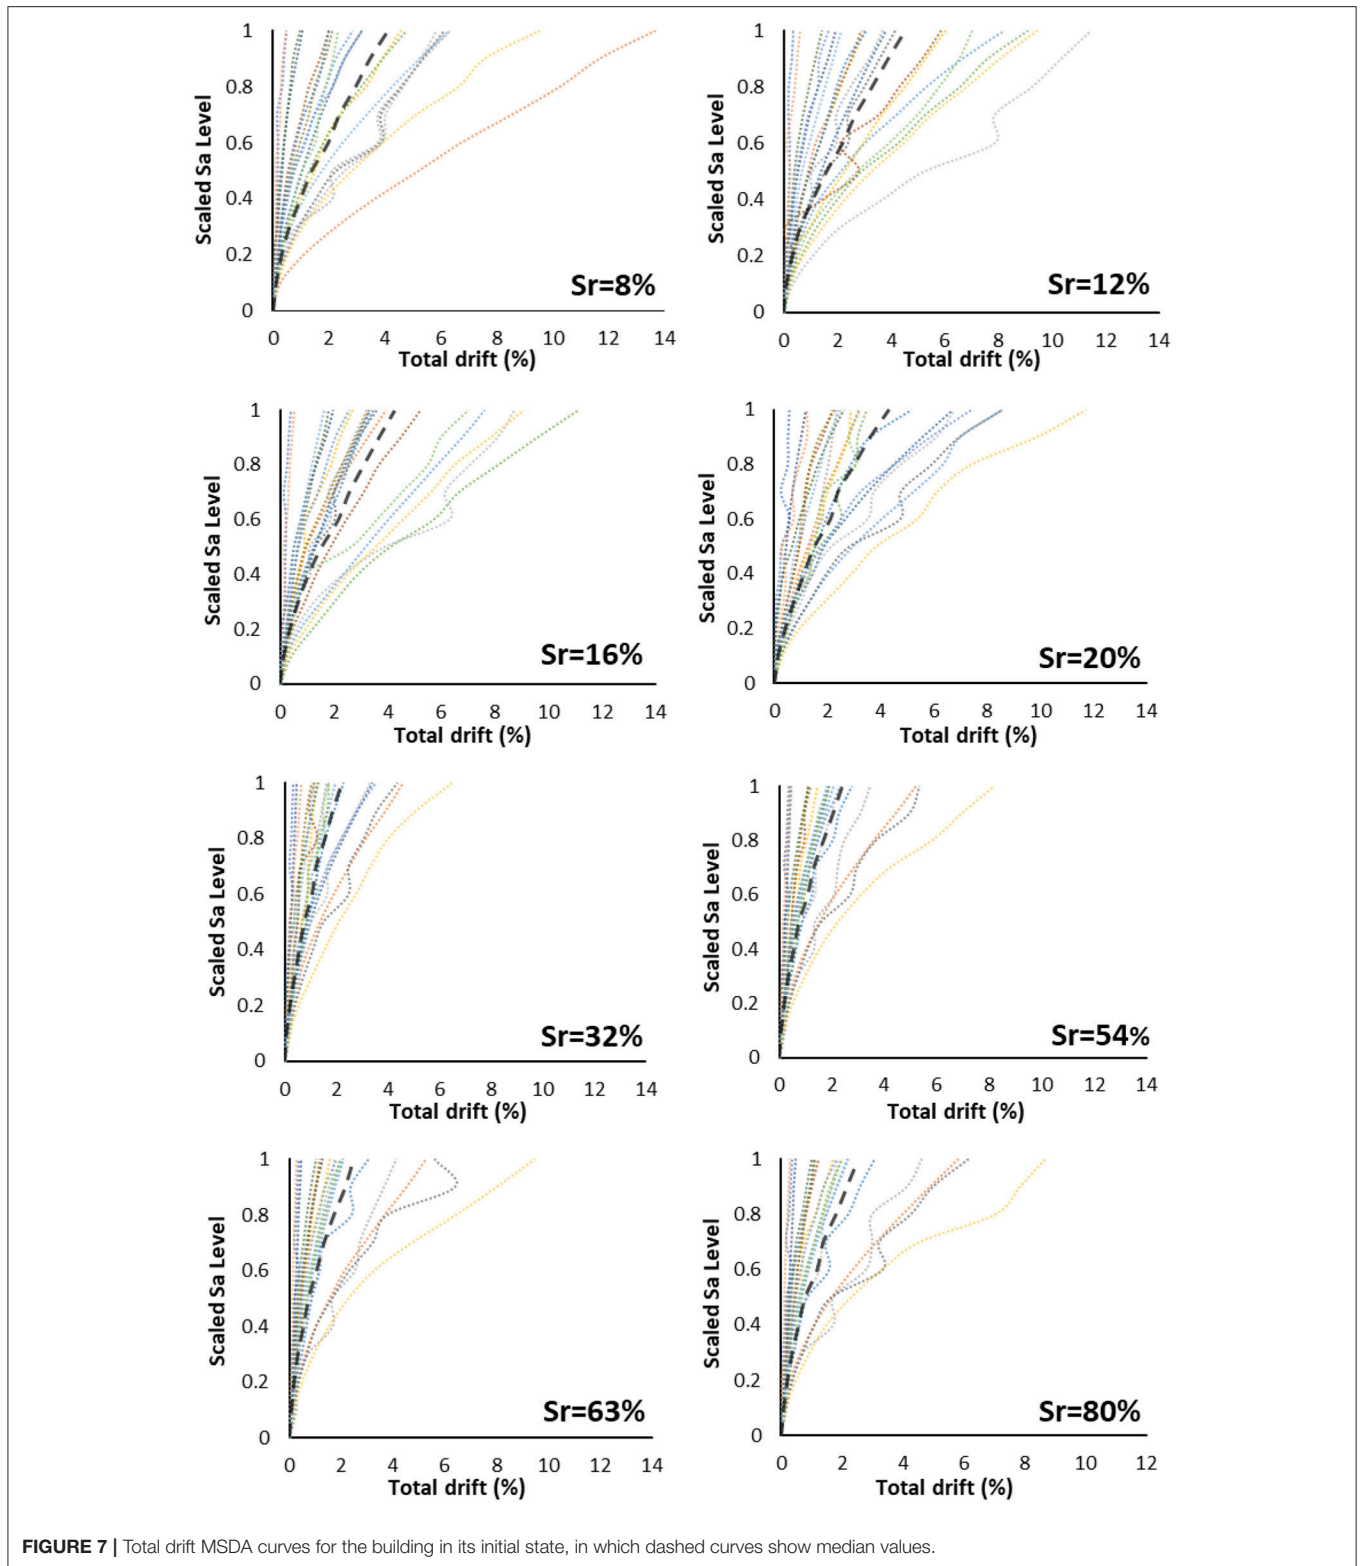 1
0.8
0.6
0.4
0.2
0
Scaled Sa Level
Sr=8%
0 2 4 6 8 10 12 14
Total drift (%)
1
0.8
0.6
0.4
0.2
0
Scaled Sa Level
Sr=12%
0 2 4 6 8 10 12 14
Total drift (%)
1
0.8
0.6
0.4
0.2
0
Scaled Sa Level
Sr=16%
0 2 4 6 8 10 12 14
Total drift (%)
1
0.8
0.6
0.4
0.2
0
Scaled Sa Level
Sr=20%
0 2 4 6 8 10 12 14
Total drift (%)
1
0.8
0.6
0.4
0.2
0
Scaled Sa Level
Sr=32%
0 2 4 6 8 10 12 14
Total drift (%)
1
0.8
0.6
0.4
0.2
0
Scaled Sa Level
Sr=54%
0 2 4 6 8 10 12 14
Total drift (%)
1
0.8
0.6
0.4
0.2
0
Scaled Sa Level
Sr=63%
0 2 4 6 8 10 12 14
Total drift (%)
1
0.8
0.6
0.4
0.2
0
Scaled Sa Level
Sr=80%
0 2 4 6 8 10 12
Total drift (%)
FIGURE 7 | Total drift MSDA curves for the building in its initial state, in which dashed curves show median values.